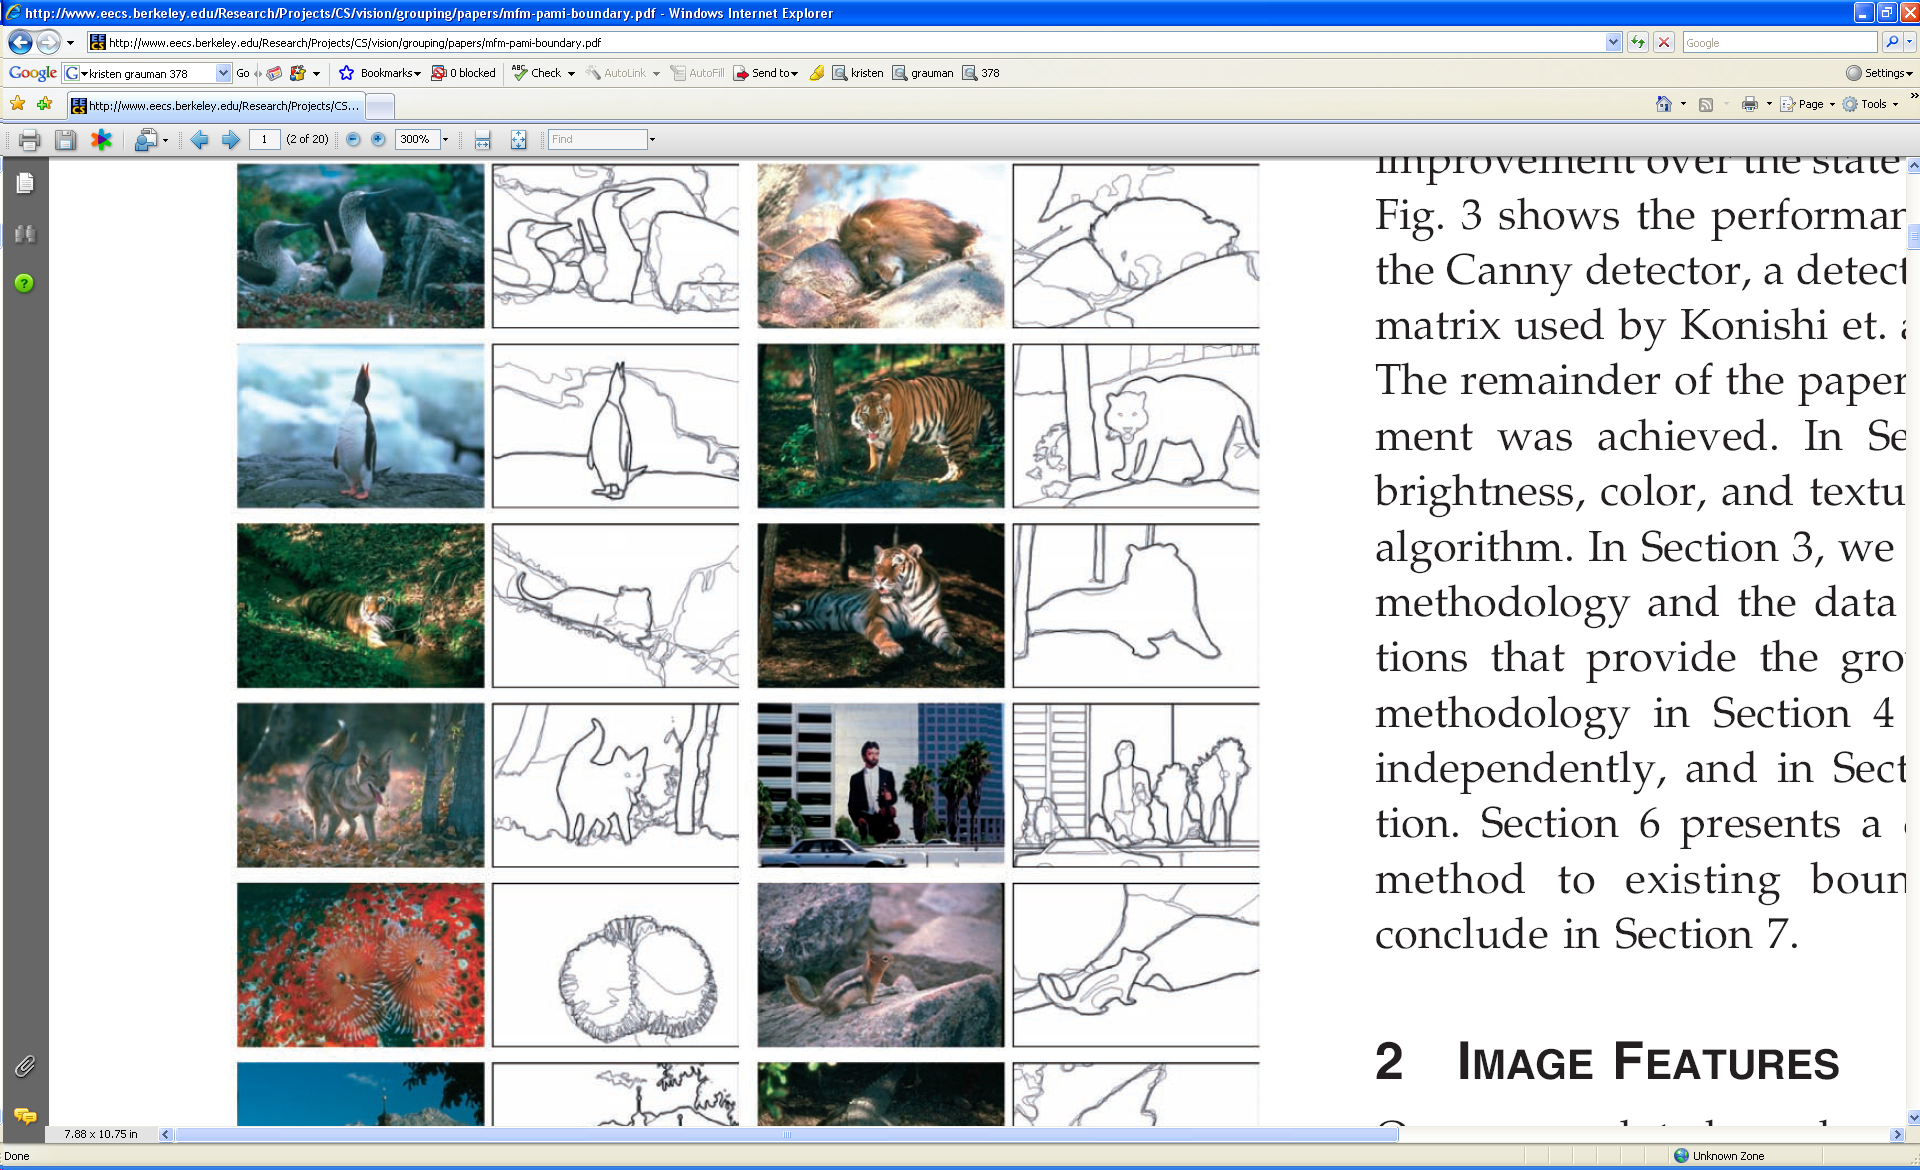 http://www.eecs.berkeley.edu/Research/Projects/CS/vision/grouping/papers/mfm-pami-boundary.pdf - Windows Internet Explorer
http://www.eecs.berkeley.edu/Research/Projects/CS/vision/grouping/papers/mfm-pami-boundary.pdf
Google
Google kristen grauman 378 Go Bookmarks 0 blocked Check AutoLink AutoFill Send to kristen grauman 378 Settings
http://www.eecs.berkeley.edu/Research/Projects/CS...
Page Tools
1 (2 of 20) 300% Find
improvement over the state
Fig. 3 shows the performan
the Canny detector, a detect
matrix used by Konishi et. a
The remainder of the paper
ment was achieved. In Se
brightness, color, and textu
algorithm. In Section 3, we
methodology and the data
tions that provide the gro
methodology in Section 4
independently, and in Sect
tion. Section 6 presents a
method to existing boun
conclude in Section 7.
2 IMAGE FEATURES
7.88 x 10.75 in
Done
Unknown Zone